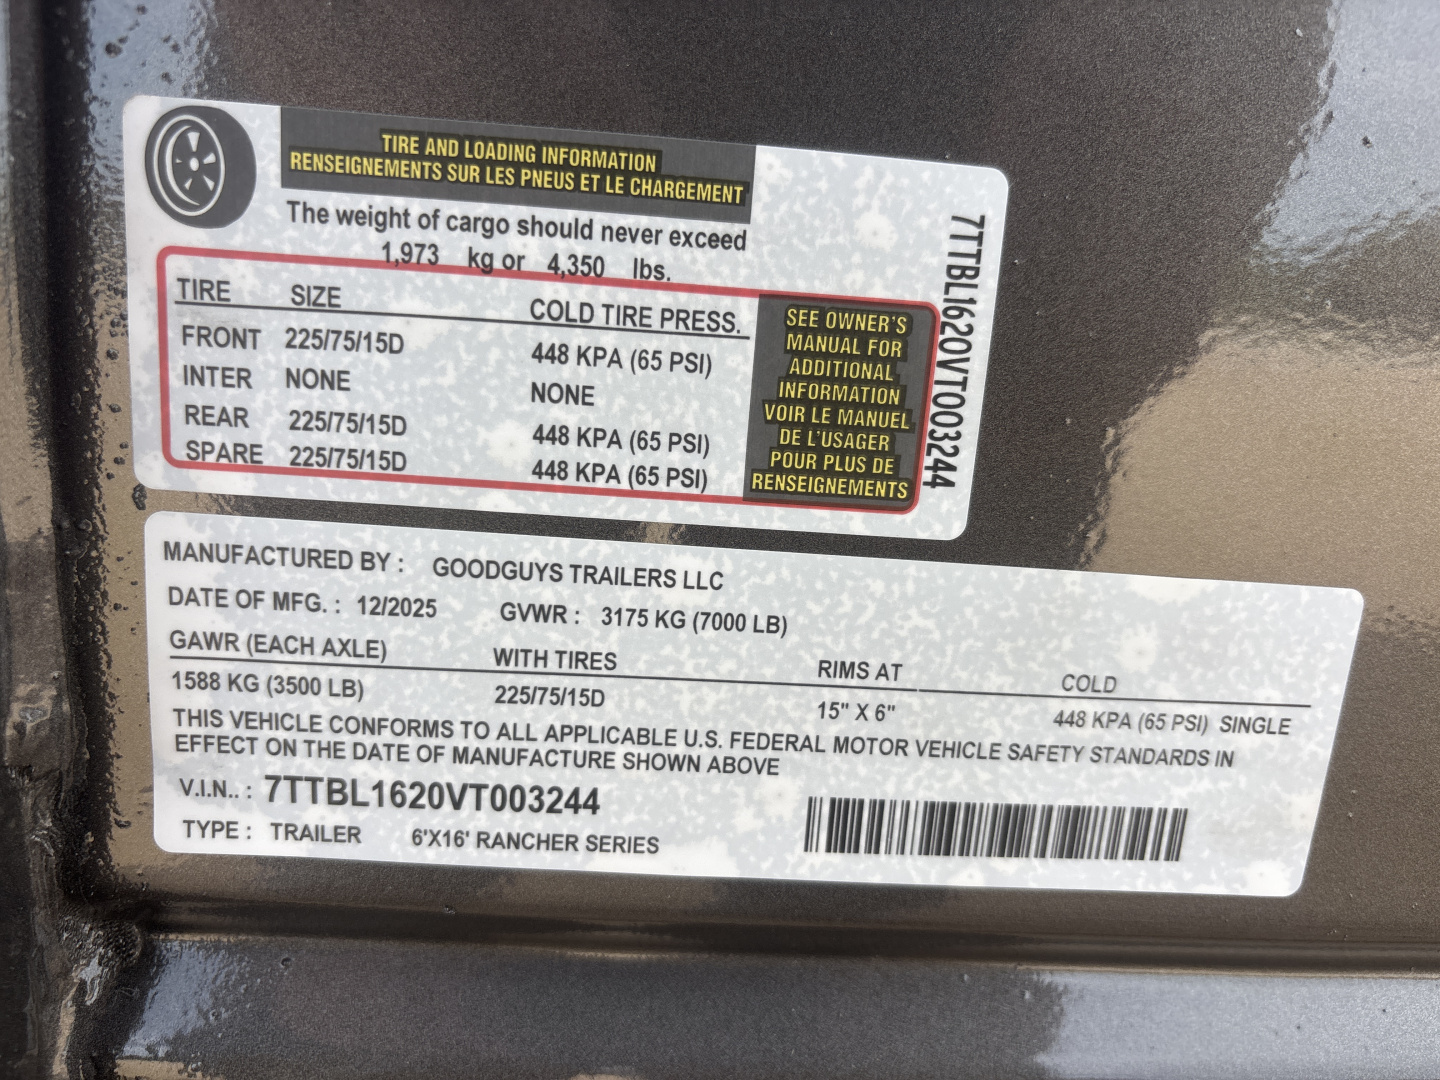 TIRE AND LOADING INFORMATION
RENSEIGNEMENTS SUR LES PNEUS ET LE CHARGEMENT
The weight of cargo should never exceed
1,973 kg or 4,350 lbs.
TIRE SIZE COLD TIRE PRESS.
FRONT 225/75/15D 448 KPA (65 PSI)
INTER NONE NONE
REAR 225/75/15D 448 KPA (65 PSI)
SPARE 225/75/15D 448 KPA (65 PSI)
SEE OWNER'S
MANUAL FOR
ADDITIONAL
INFORMATION
VOIR LE MANUEL
DE L'USAGER
POUR PLUS DE
RENSEIGNEMENTS
7TTBL1620VT003244
MANUFACTURED BY : GOODGUYS TRAILERS LLC
DATE OF MFG. : 12/2025 GVWR : 3175 KG (7000 LB)
GAWR (EACH AXLE) WITH TIRES RIMS AT COLD
1588 KG (3500 LB) 225/75/15D 15" X 6" 448 KPA (65 PSI) SINGLE
THIS VEHICLE CONFORMS TO ALL APPLICABLE U.S. FEDERAL MOTOR VEHICLE SAFETY STANDARDS IN
EFFECT ON THE DATE OF MANUFACTURE SHOWN ABOVE
V.I.N.. : 7TTBL1620VT003244
TYPE : TRAILER 6'X16' RANCHER SERIES